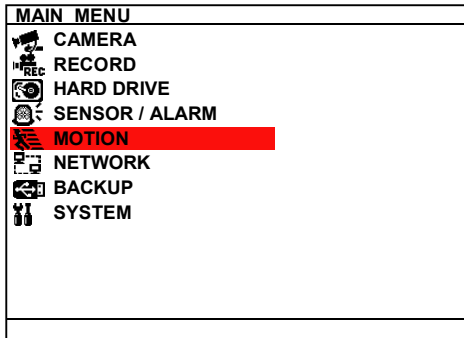 MAIN MENU
CAMERA
REC RECORD
HARD DRIVE
SENSOR / ALARM
MOTION
NETWORK
BACKUP
SYSTEM